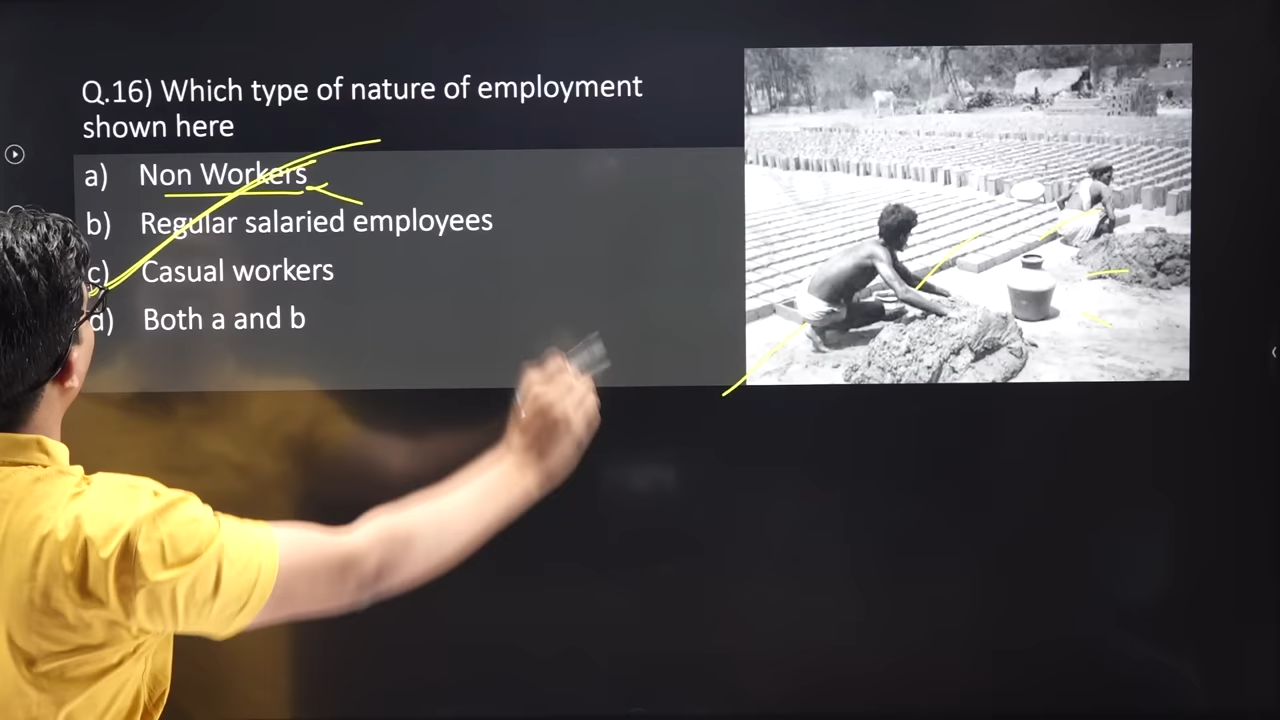 Q.16) Which type of nature of employment
shown here
a) Non Workers
b) Regular salaried employees
c) Casual workers
d) Both a and b